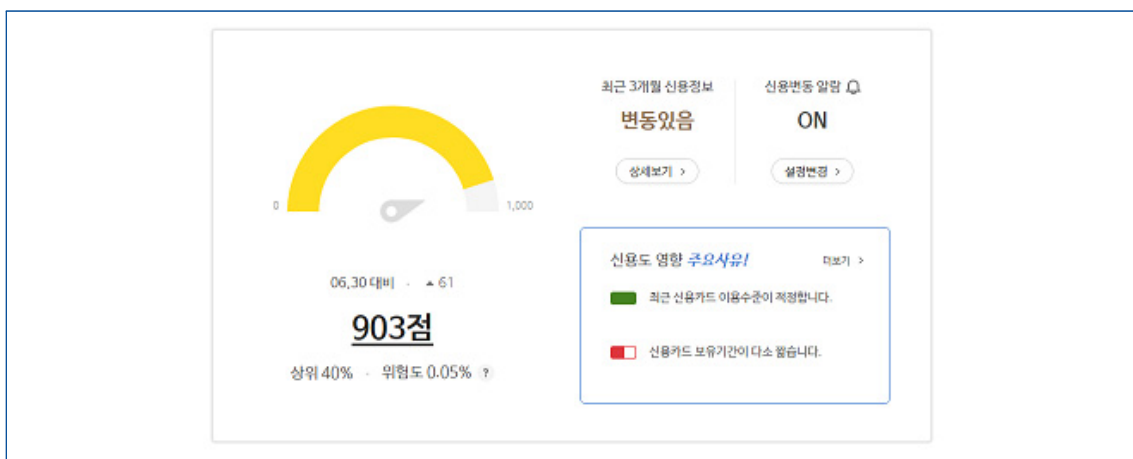 0
1,000
06.30 대비 · ▲ 61
903점
상위 40% · 위험도 0.05% ?
최근 3개월 신용정보
변동있음
상세보기 >
신용변동 알람
ON
설정변경 >
신용도 영향 주요사유!
더보기 >
최근 신용카드 이용수준이 적정합니다.
신용카드 보유기간이 다소 짧습니다.